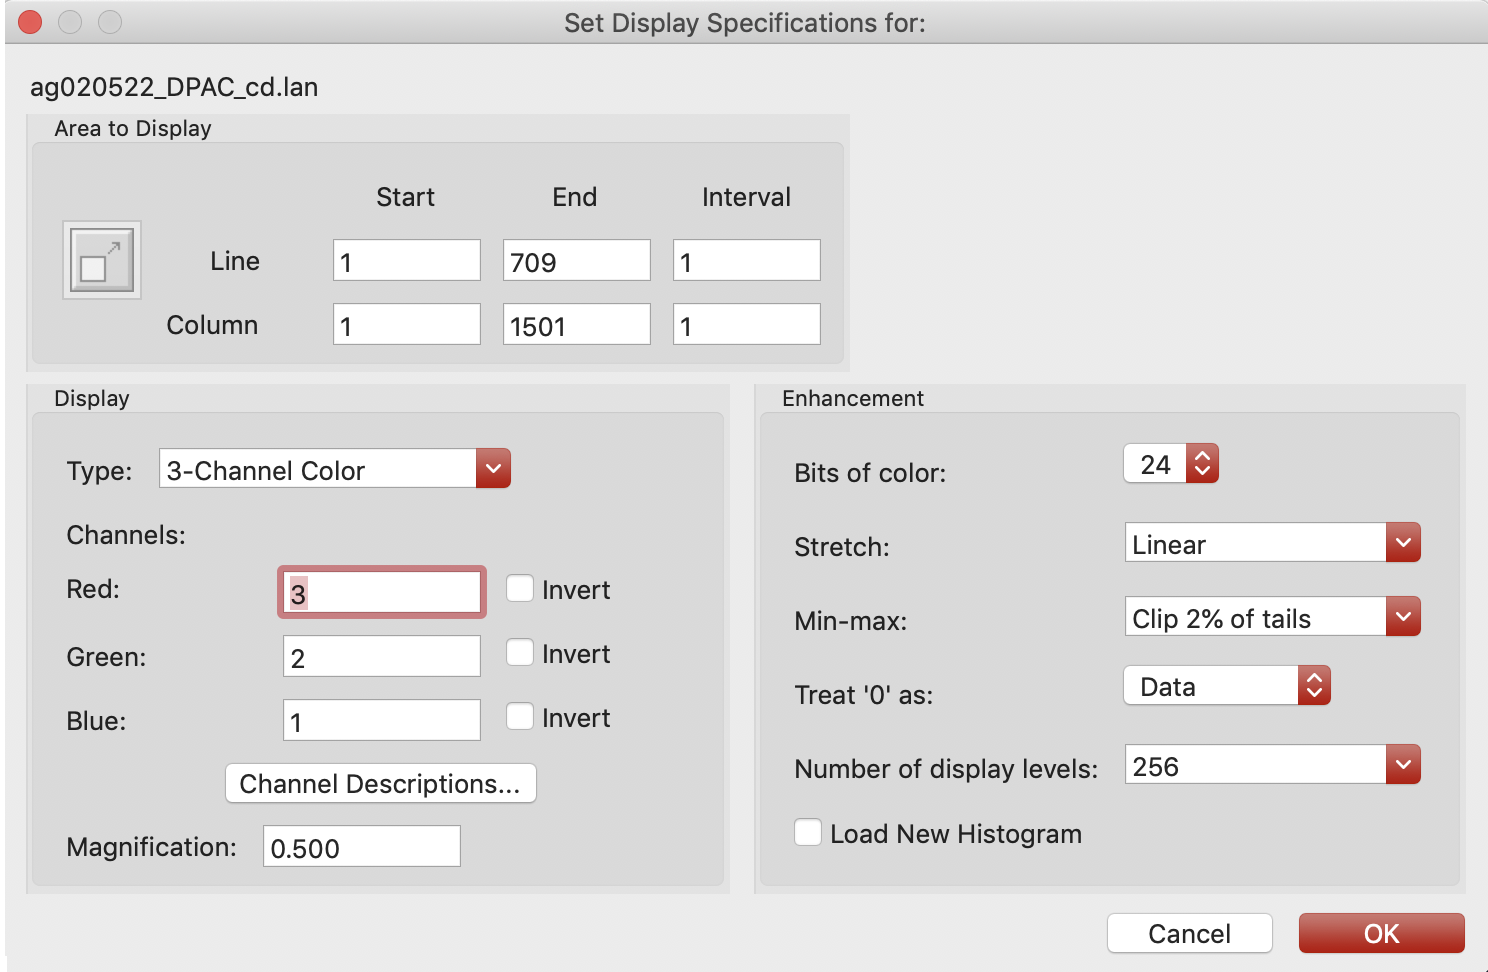 Set Display Specifications for:
ag020522_DPAC_cd.lan
Area to Display
Start End Interval
Line 1 709 1
Column 1 1501 1
Display
Type: 3-Channel Color
Channels:
Red: 3 Invert
Green: 2 Invert
Blue: 1 Invert
Channel Descriptions...
Magnification: 0.500
Enhancement
Bits of color: 24
Stretch: Linear
Min-max: Clip 2% of tails
Treat '0' as: Data
Number of display levels: 256
Load New Histogram
Cancel OK